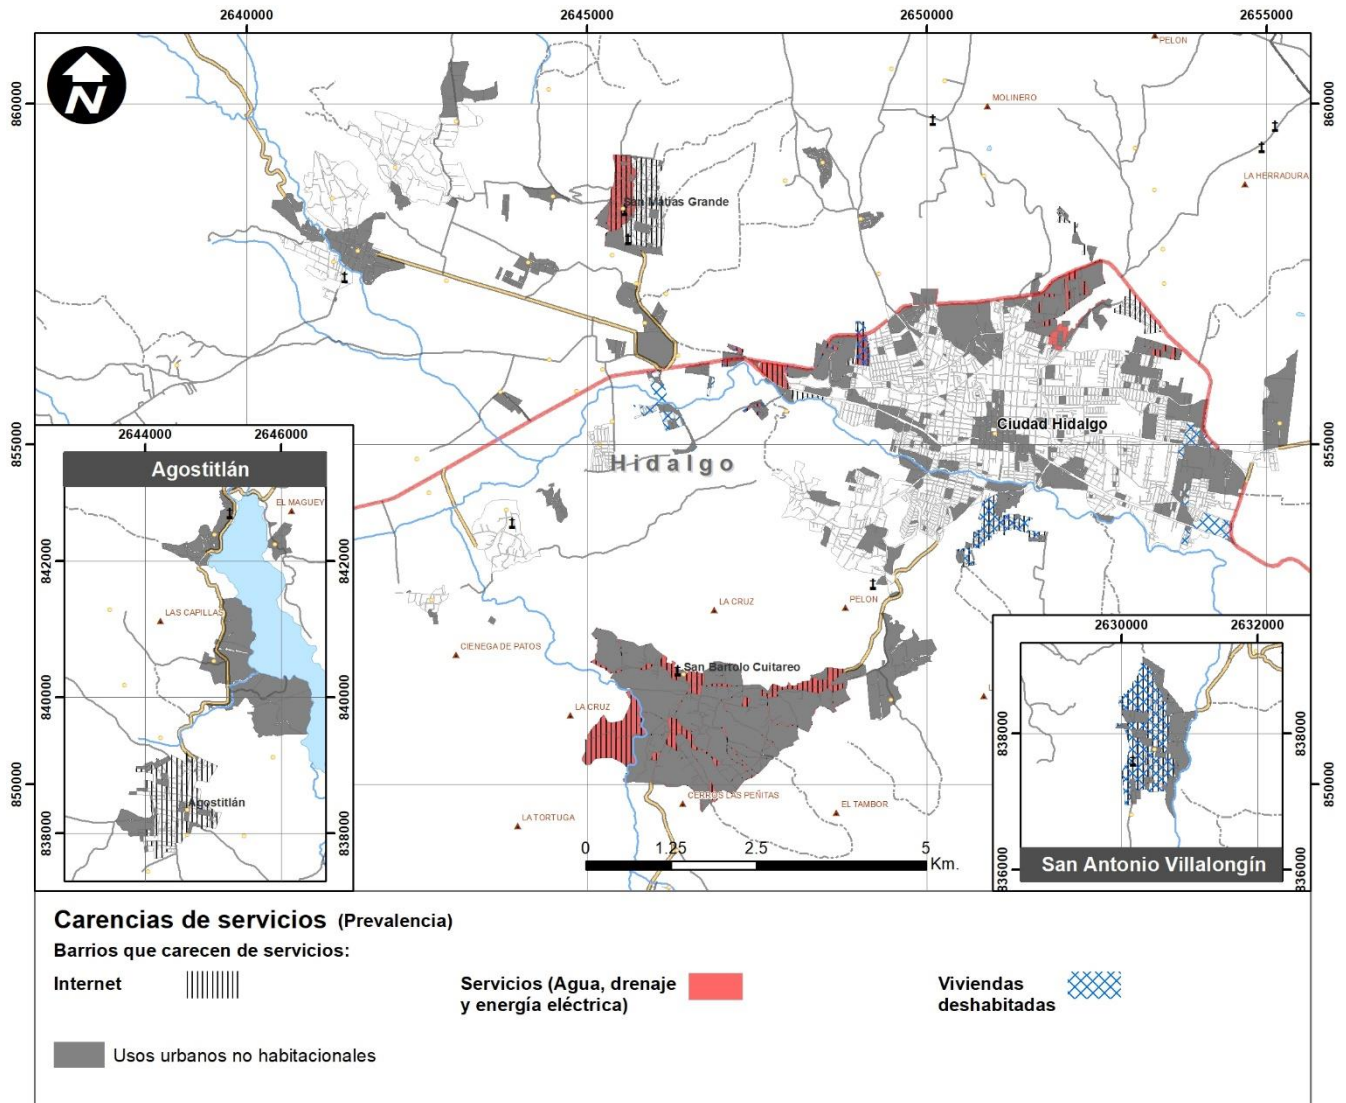 2640000
2645000
2650000
2655000
860000
860000
PELON
MOLINERO
LA HERRADURA
San Matías Grande
855000
855000
Ciudad Hidalgo
Hidalgo
2644000
2646000
Agostitlán
EL MAGUEY
842000
842000
LAS CAPILLAS
840000
840000
Agostitlán
838000
838000
850000
850000
LA CRUZ
PELON
CIENEGA DE PATOS
San Bartolo Cuitareo
LA CRUZ
CERROS LAS PEÑITAS
EL TAMBOR
LA TORTUGA
0
1.25
2.5
5
Km.
2630000
2632000
838000
838000
836000
836000
San Antonio Villalongín
Carencias de servicios (Prevalencia)
Barrios que carecen de servicios:
Internet
Servicios (Agua, drenaje
y energía eléctrica)
Viviendas
deshabitadas
Usos urbanos no habitacionales